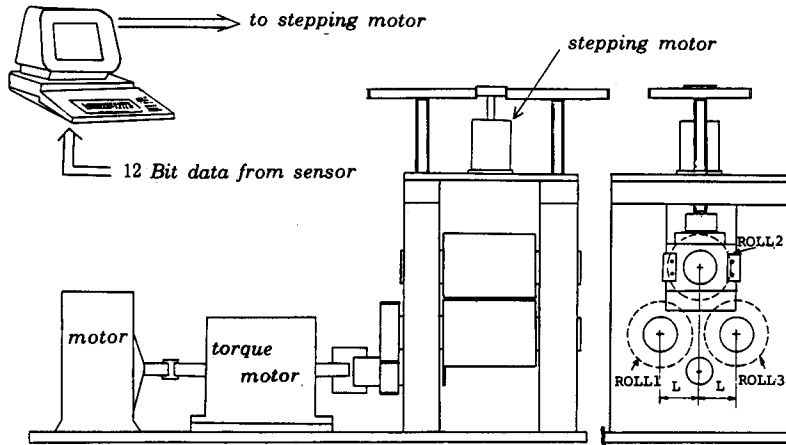 to stepping motor
stepping motor
12 Bit data from sensor
ROLL2
motor
torque
motor
ROLL1
L
L
ROLL3